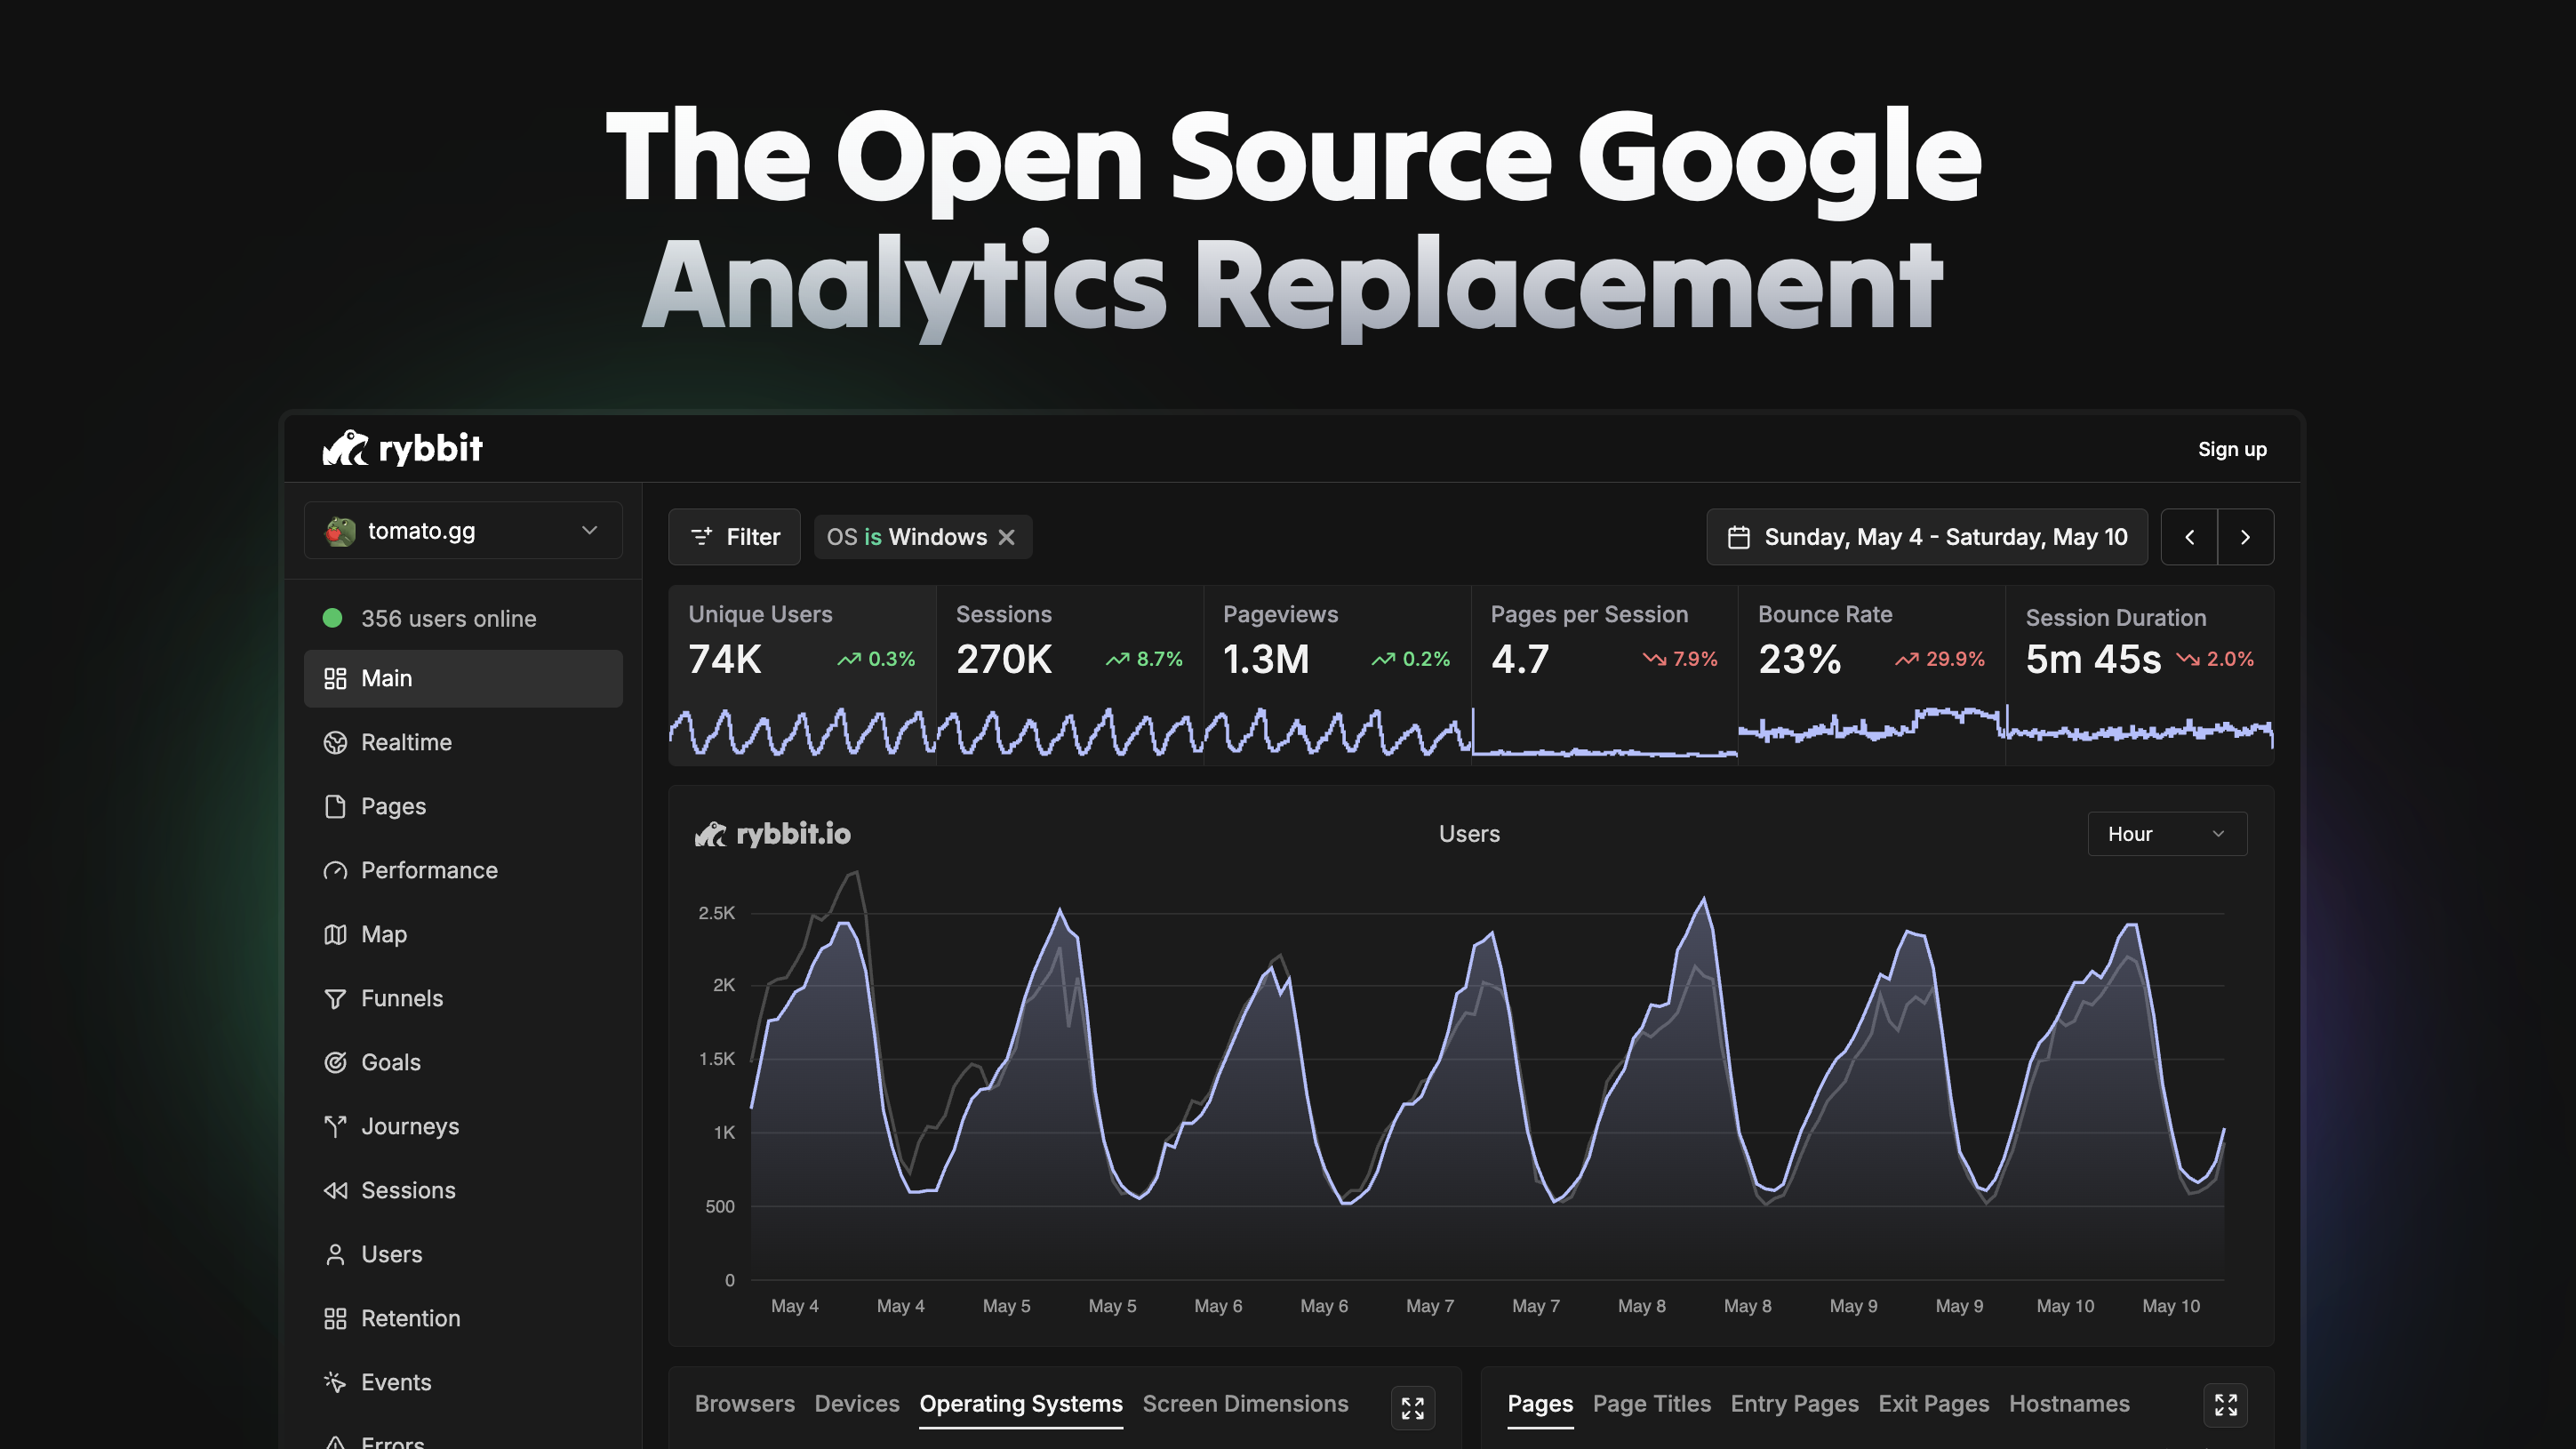 The Open Source Google
Analytics Replacement
rybbit
Sign up
tomato.gg
356 users online
Main
Realtime
Pages
Performance
Map
Funnels
Goals
Journeys
Sessions
Users
Retention
Events
Errors
Filter
OS is Windows
Sunday, May 4 - Saturday, May 10
Unique Users
74K 0.3%
Sessions
270K 8.7%
Pageviews
1.3M 0.2%
Pages per Session
4.7 7.9%
Bounce Rate
23% 29.9%
Session Duration
5m 45s 2.0%
rybbit.io
Users
Hour
2.5K
2K
1.5K
1K
500
0
May 4 May 4 May 5 May 5 May 6 May 6 May 7 May 7 May 8 May 8 May 9 May 9 May 10 May 10
Browsers Devices Operating Systems Screen Dimensions
Pages Page Titles Entry Pages Exit Pages Hostnames